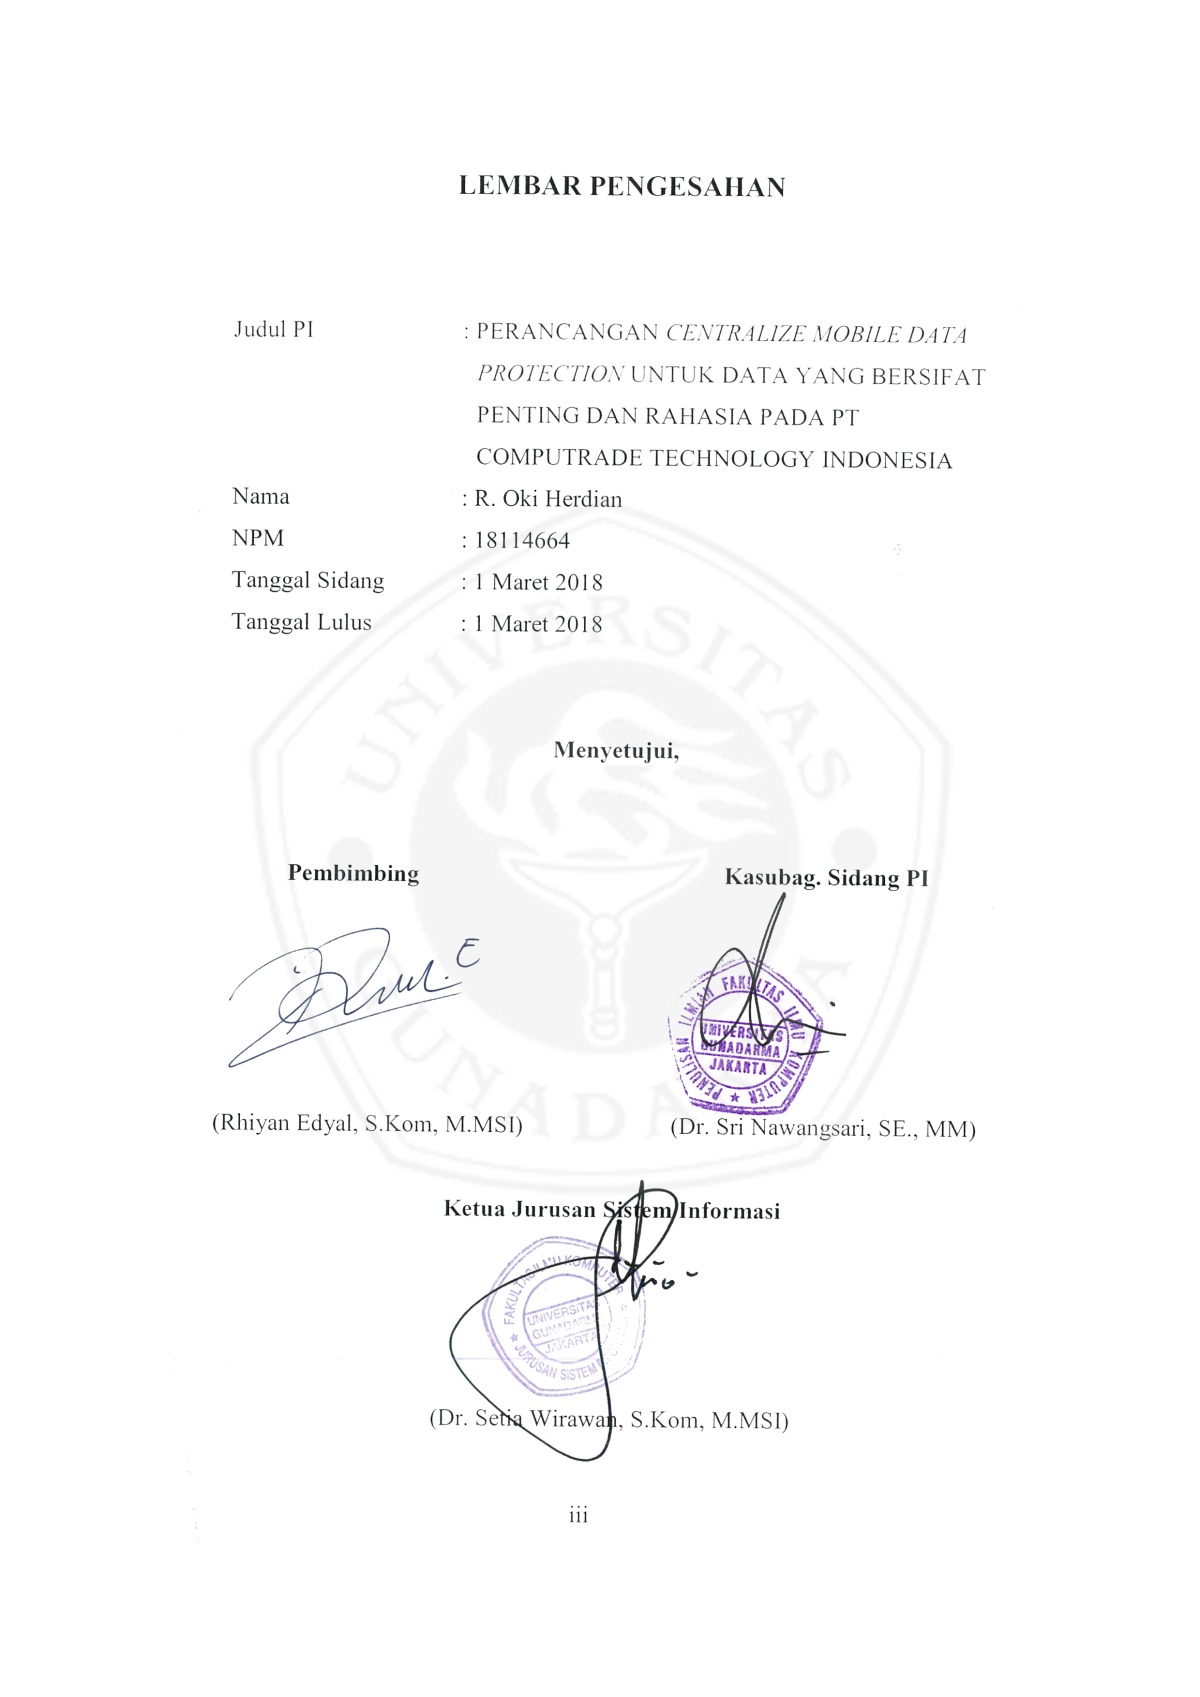 LEMBAR PENGESAHAN
Judul PI : PERANCANGAN CENTRALIZE MOBILE DATA
PROTECTION UNTUK DATA YANG BERSIFAT
PENTING DAN RAHASIA PADA PT
COMPUTRADE TECHNOLOGY INDONESIA
Nama : R. Oki Herdian
NPM : 18114664
Tanggal Sidang : 1 Maret 2018
Tanggal Lulus : 1 Maret 2018
UNIVERSITAS
GUNADARMA
Menyetujui,
Pembimbing Kasubag. Sidang PI
PENULISAN ILMIAH FAKULTAS ILMU KOMPUTER
UNIVERSITAS
GUNADARMA
JAKARTA
(Rhiyan Edyal, S.Kom, M.MSI) (Dr. Sri Nawangsari, SE., MM)
Ketua Jurusan Sistem Informasi
FAKULTAS ILMU KOMPUTER
UNIVERSITAS
GUNADARMA
JAKARTA
JURUSAN SISTEM
(Dr. Setia Wirawan, S.Kom, M.MSI)
iii